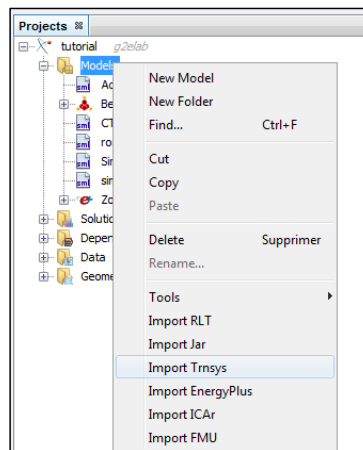 Projects
tutorial g2elab
Models
Ac
Be
CT
Sir
sir
Zo
Solutio
Deper
Data
Geome
New Model
New Folder
Find... Ctrl+F
Cut
Copy
Paste
Delete Supprimer
Rename...
Tools
Import RLT
Import Jar
Import Trnsys
Import EnergyPlus
Import ICAr
Import FMU